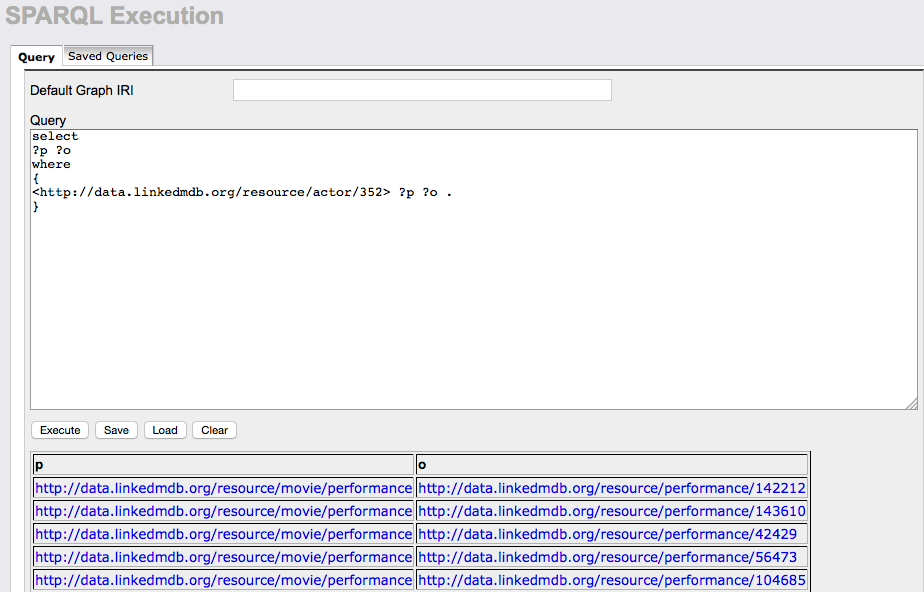 SPARQL Execution
Query Saved Queries
Default Graph IRI
Query
select
?p ?o
where
{
<http://data.linkedmdb.org/resource/actor/352> ?p ?o .
}
Execute Save Load Clear
p o
http://data.linkedmdb.org/resource/movie/performance http://data.linkedmdb.org/resource/performance/142212
http://data.linkedmdb.org/resource/movie/performance http://data.linkedmdb.org/resource/performance/143610
http://data.linkedmdb.org/resource/movie/performance http://data.linkedmdb.org/resource/performance/42429
http://data.linkedmdb.org/resource/movie/performance http://data.linkedmdb.org/resource/performance/56473
http://data.linkedmdb.org/resource/movie/performance http://data.linkedmdb.org/resource/performance/104685